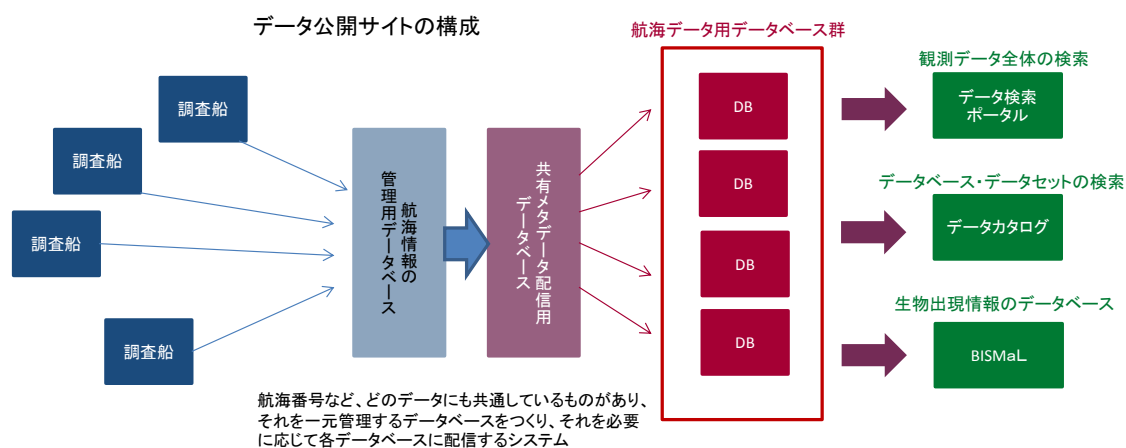 データ公開サイトの構成
航海データ用データベース群
調査船
調査船
調査船
調査船
航海情報の
管理用データベース
共有メタデータ配信用
データベース
DB
DB
DB
DB
観測データ全体の検索
データ検索
ポータル
データベース・データセットの検索
データカタログ
生物出現情報のデータベース
BISMaL
航海番号など、どのデータにも共通しているものがあり、
それを一元管理するデータベースをつくり、それを必要
に応じて各データベースに配信するシステム